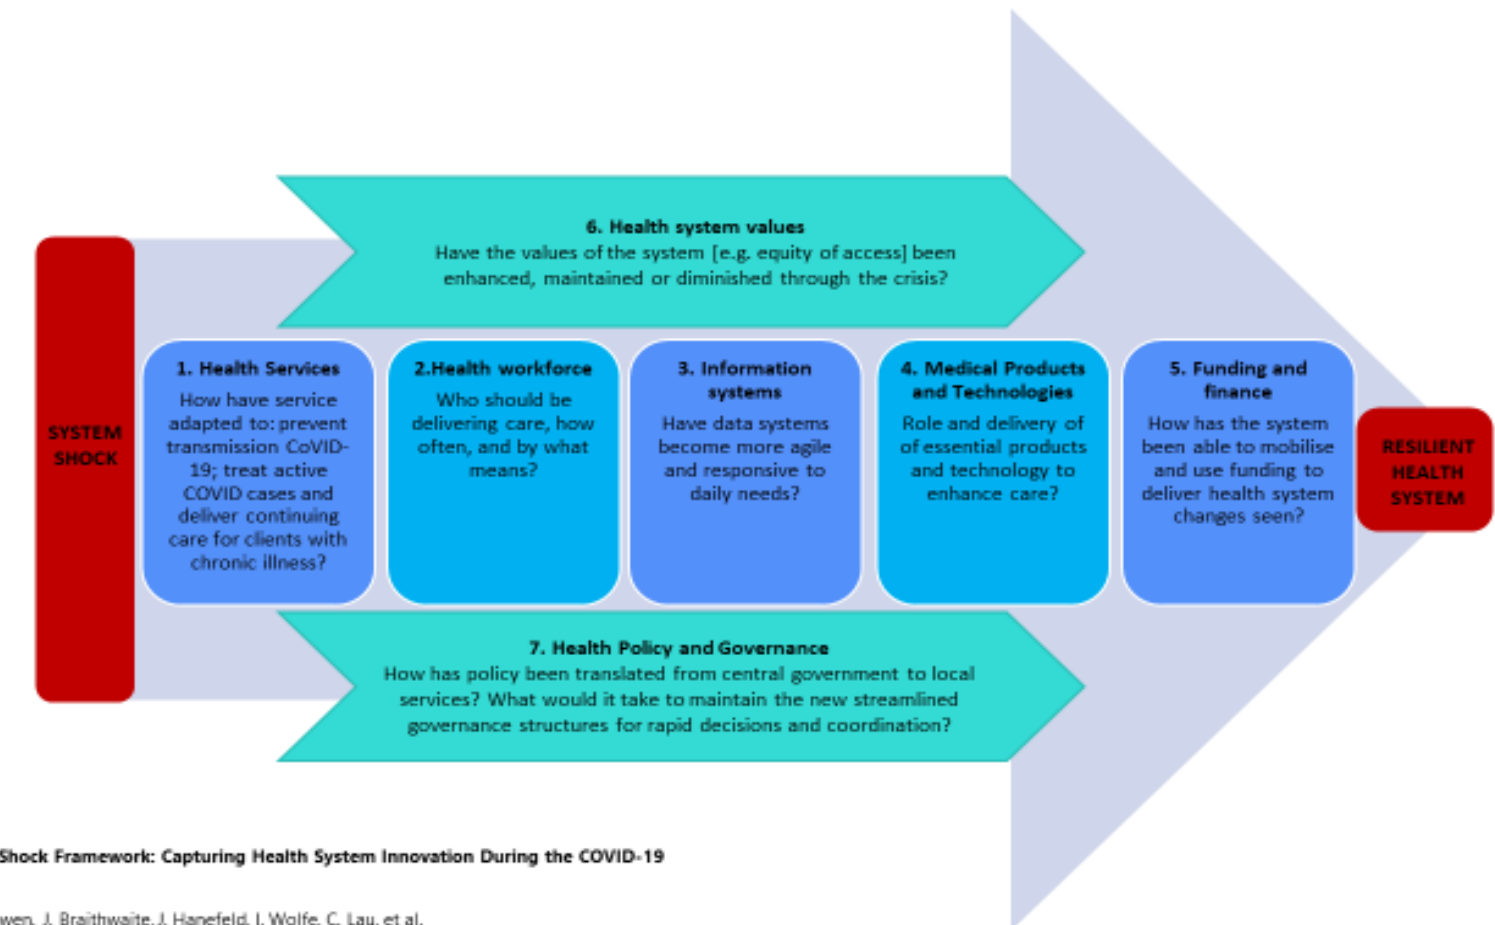 6. Health system values
Have the values of the system [e.g. equity of access] been
enhanced, maintained or diminished through the crisis?
SYSTEM
SHOCK
1. Health Services
How have service
adapted to: prevent
transmission CoVID-
19; treat active
COVID cases and
deliver continuing
care for clients with
chronic illness?
2.Health workforce
Who should be
delivering care, how
often, and by what
means?
3. Information
systems
Have data systems
become more agile
and responsive to
daily needs?
4. Medical Products
and Technologies
Role and delivery of
of essential products
and technology to
enhance care?
5. Funding and
finance
How has the system
been able to mobilise
and use funding to
deliver health system
changes seen?
RESILIENT
HEALTH
SYSTEM
7. Health Policy and Governance
How has policy been translated from central government to local
services? What would it take to maintain the new streamlined
governance structures for rapid decisions and coordination?
Shock Framework: Capturing Health System Innovation During the COVID-19
wen, J. Braithwaite, J. Hanefeld, I. Wolfe, C. Lau, et al.